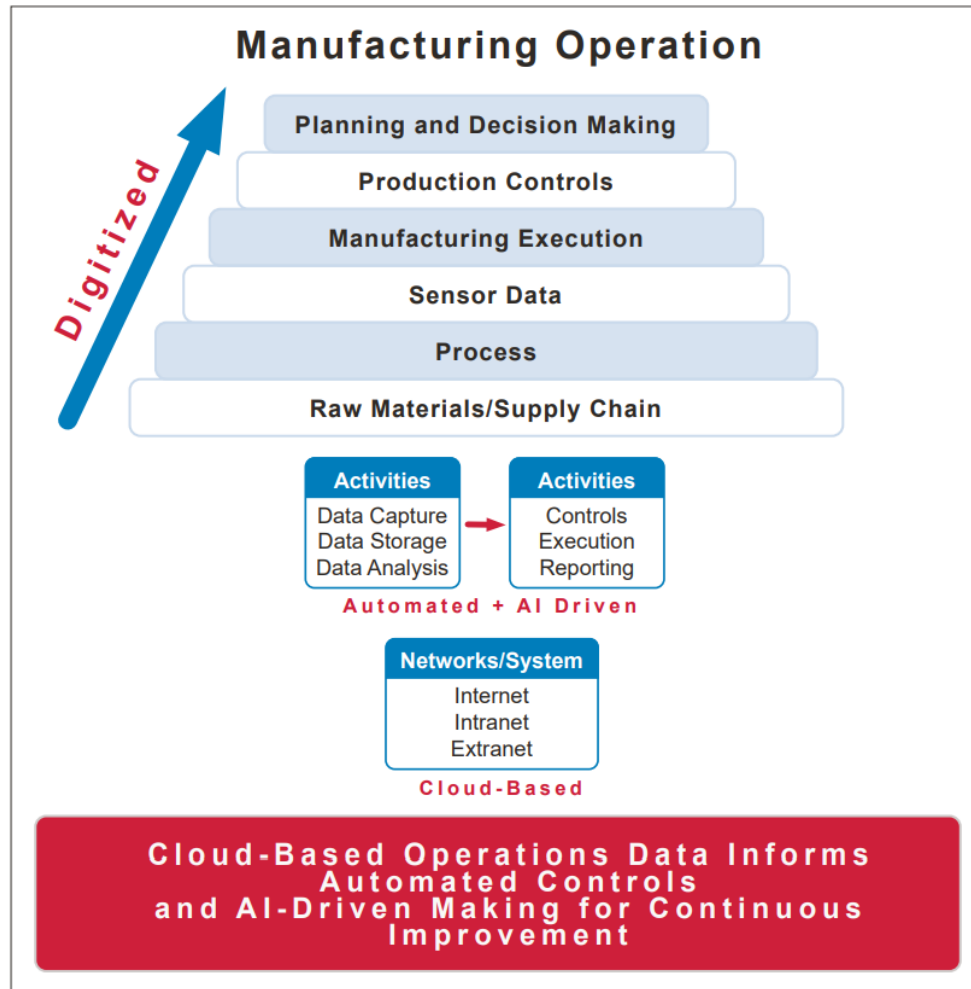 Manufacturing Operation
Digitized
Planning and Decision Making
Production Controls
Manufacturing Execution
Sensor Data
Process
Raw Materials/Supply Chain
Activities
Data Capture
Data Storage
Data Analysis
Activities
Controls
Execution
Reporting
Automated + AI Driven
Networks/System
Internet
Intranet
Extranet
Cloud-Based
Cloud-Based Operations Data Informs
Automated Controls
and AI-Driven Making for Continuous
Improvement